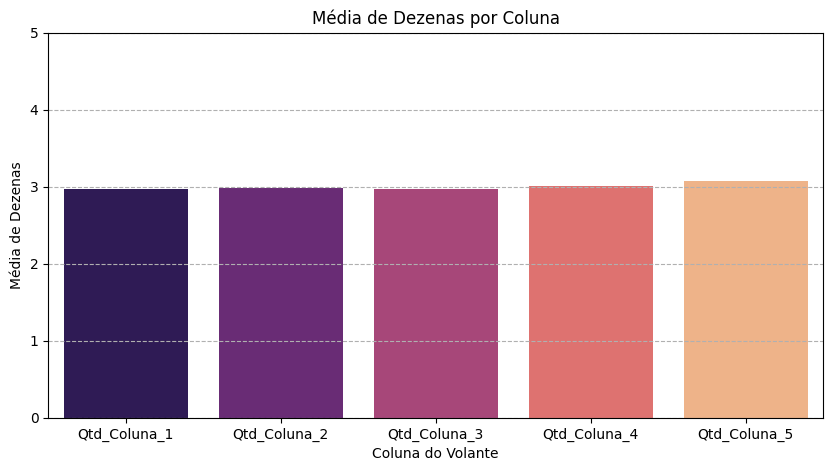 Média de Dezenas por Coluna
Média de Dezenas
5
4
3
2
1
0
Qtd_Coluna_1 Qtd_Coluna_2 Qtd_Coluna_3 Qtd_Coluna_4 Qtd_Coluna_5
Coluna do Volante